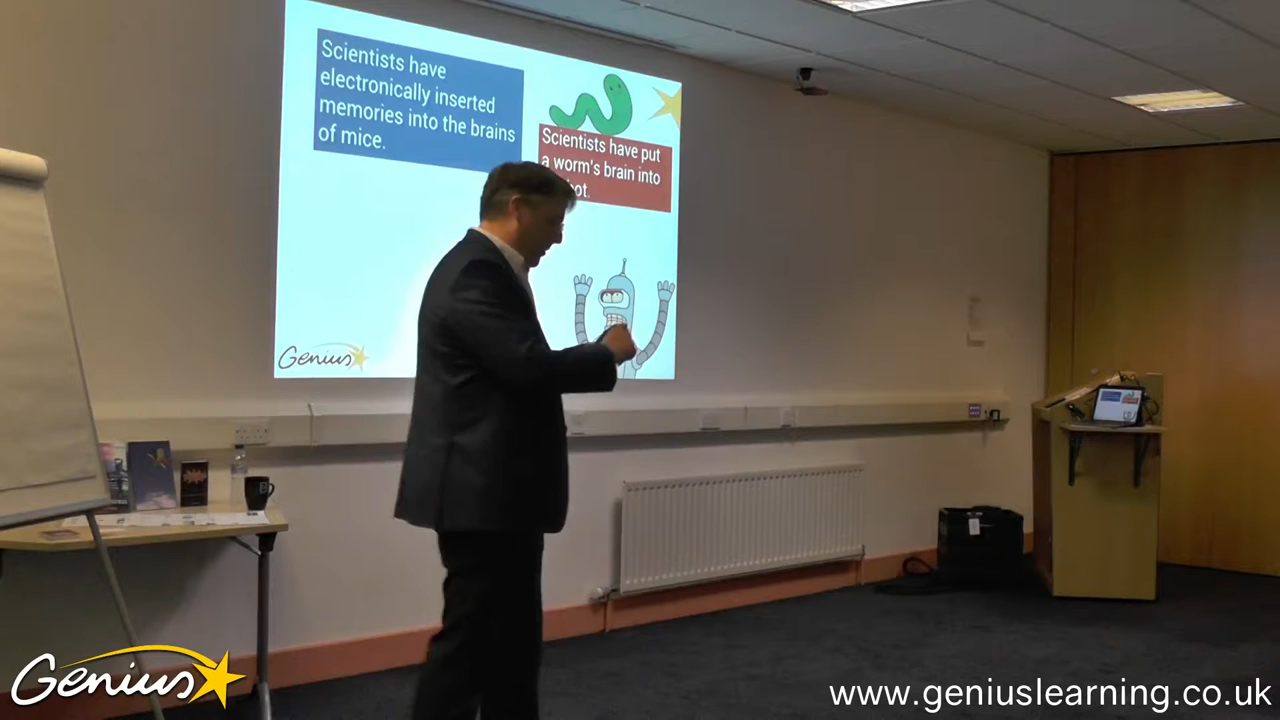 Scientists have
electronically inserted
memories into the brains
of mice.
Scientists have put
a worm's brain into
Genius
Genius
www.geniuslearning.co.uk